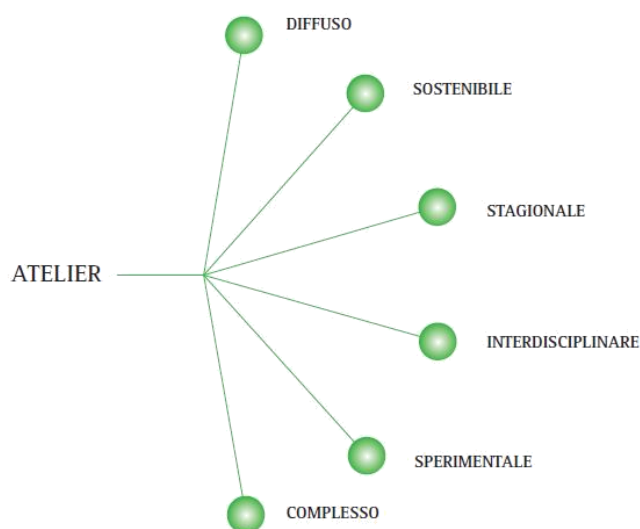 DIFFUSO
SOSTENIBILE
STAGIONALE
ATELIER
INTERDISCIPLINARE
SPERIMENTALE
COMPLESSO